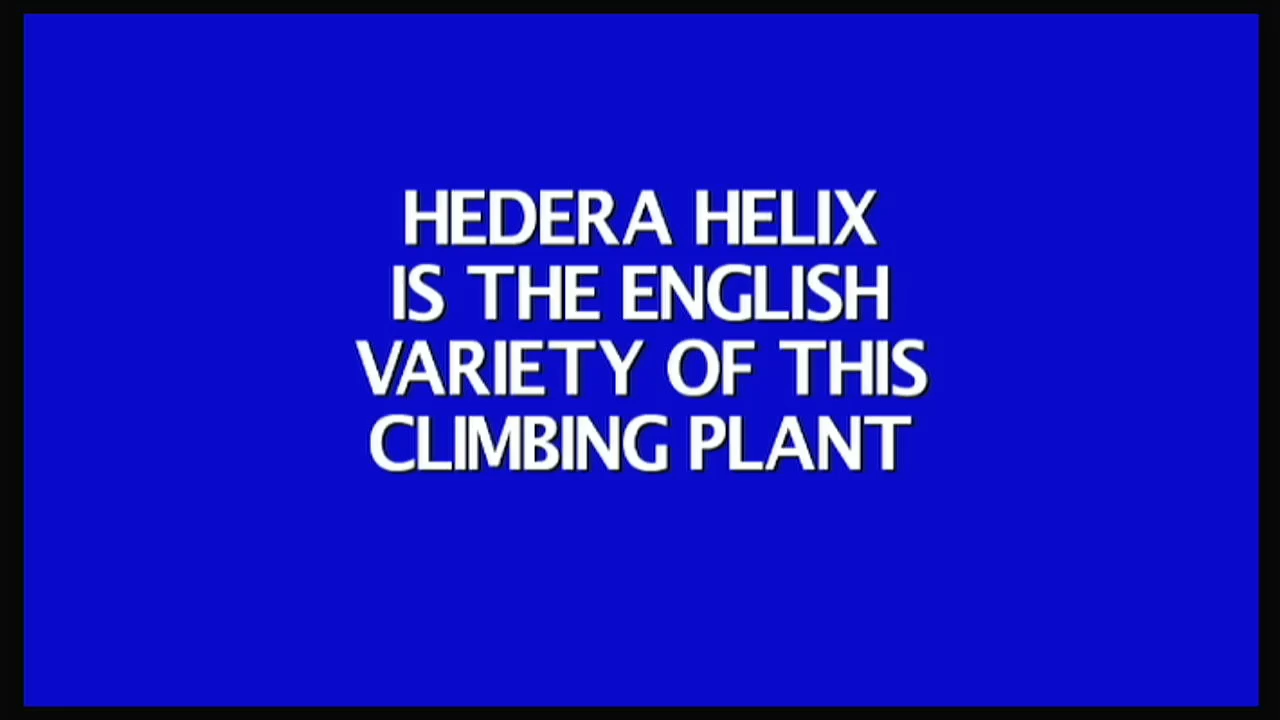 HEDERA HELIX
IS THE ENGLISH
VARIETY OF THIS
CLIMBING PLANT